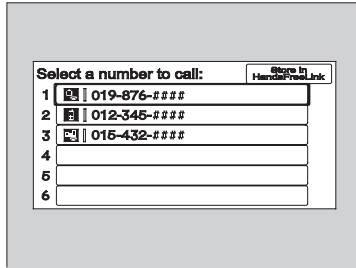 Select a number to call:
Store in
HandsFreeLink
1 019-876-####
2 012-345-####
3 015-432-####
4
5
6